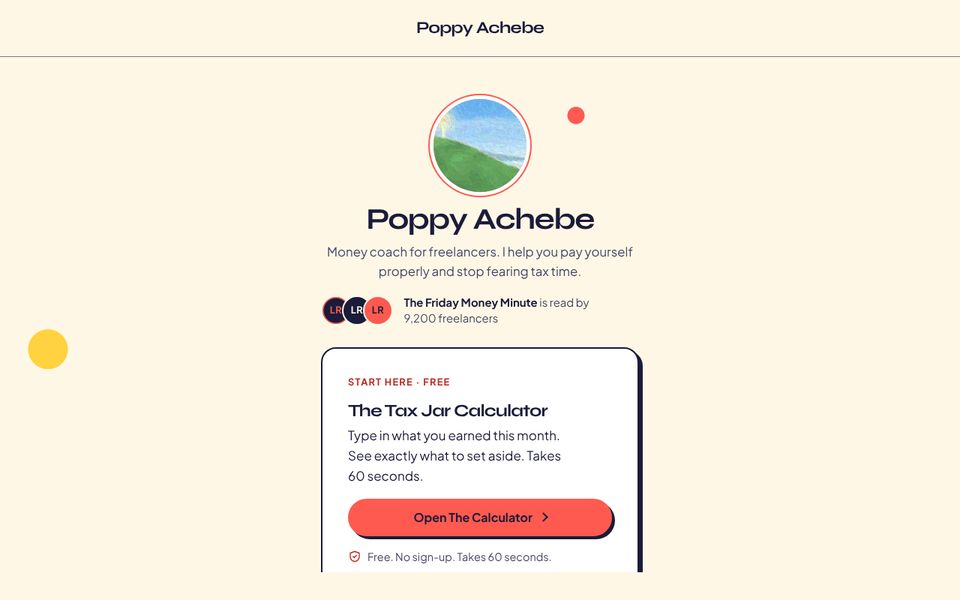 Poppy Achebe
Poppy Achebe
Money coach for freelancers. I help you pay yourself
properly and stop fearing tax time.
LR LR LR
The Friday Money Minute is read by
9,200 freelancers
START HERE · FREE
The Tax Jar Calculator
Type in what you earned this month.
See exactly what to set aside. Takes
60 seconds.
Open The Calculator
Free. No sign-up. Takes 60 seconds.